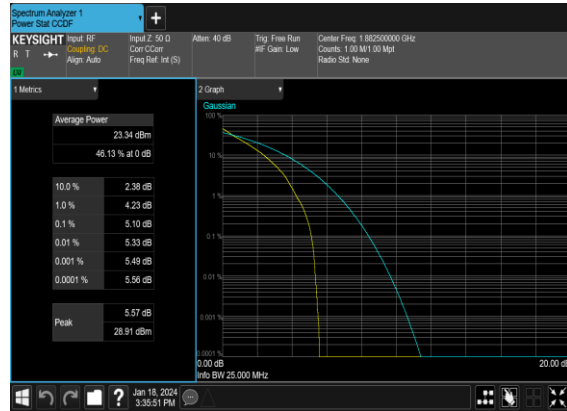 Spectrum Analyzer 1
Power Stat CCDF
KEYSIGHT
R T
Input: RF
Coupling: DC
Align: Auto
Input Z: 50 Ω
Corr CCorr
Freq Ref: Int (S)
Atten: 40 dB
Trig: Free Run
#IF Gain: Low
Center Freq: 1.882500000 GHz
Counts: 1.00 M/1.00 Mpt
Radio Std: None
1 Metrics
Average Power
23.34 dBm
46.13 % at 0 dB
10.0 % 2.38 dB
1.0 % 4.23 dB
0.1 % 5.10 dB
0.01 % 5.33 dB
0.001 % 5.49 dB
0.0001 % 5.56 dB
Peak
5.57 dB
28.91 dBm
2 Graph
Gaussian
100 %
10 %
1 %
0.1 %
0.01 %
0.001 %
0.0001 %
0.00 dB
20.00 dB
Info BW 25.000 MHz
?
Jan 18, 2024
3:35:51 PM